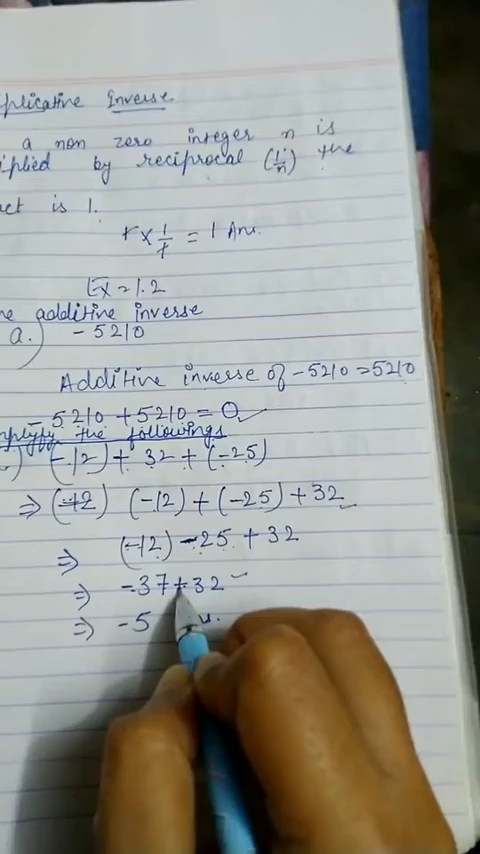 plicative Inverse
a non zero integer n is
iplied by reciprocal (1/n) the
ct is 1.
r × 1/r = 1 Ans.
Ex = 1.2
ne additive inverse
a.) - 5210
Additive inverse of -5210 = 5210
- 5210 + 5210 = 0
mplyfy the followings
) (-12) + 32 + (-25)
⇒ (-12) (-12) + (-25) + 32
⇒ (-12) - 25 + 32
⇒ -37 + 32
⇒ -5